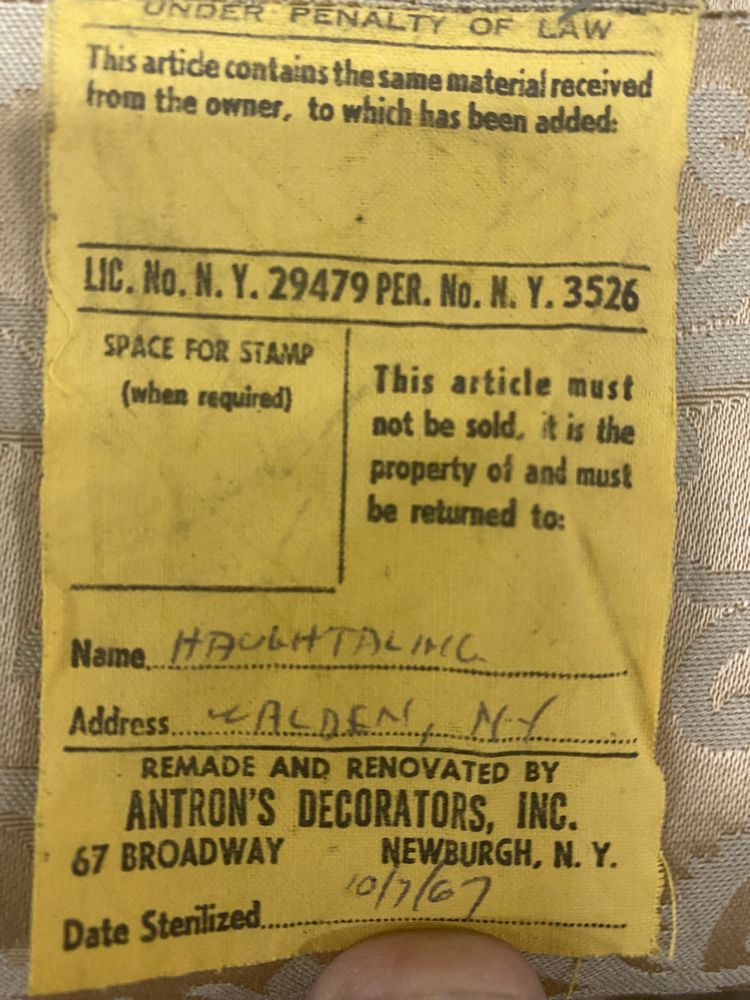 UNDER PENALTY OF LAW
This article contains the same material received
from the owner, to which has been added:
LIC. No. N. Y. 29479 PER. No. N. Y. 3526
SPACE FOR STAMP
(when required)
This article must
not be sold, it is the
property of and must
be returned to:
Name HAUGHTALING
Address WALDEN, NY
REMADE AND RENOVATED BY
ANTRON'S DECORATORS, INC.
67 BROADWAY NEWBURGH, N. Y.
Date Sterilized 10/7/67